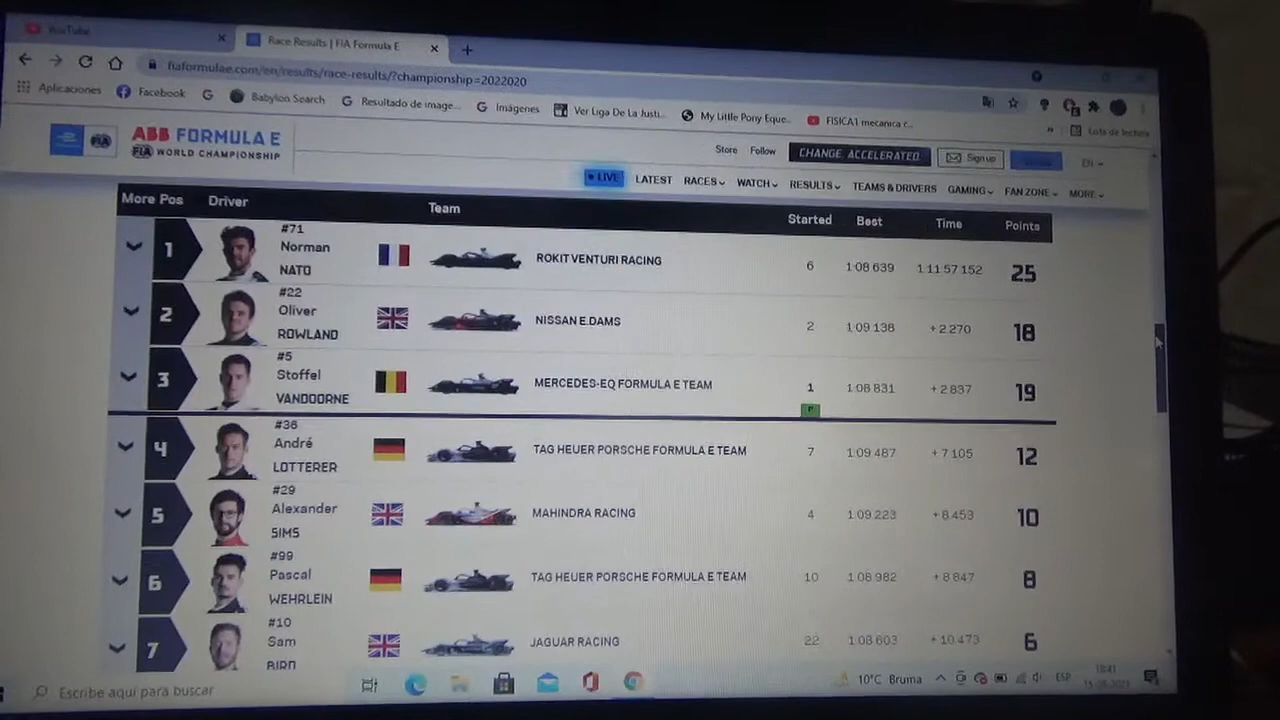 YouTube
Race Results | FIA Formula E
fiaformulae.com/en/results/race-results/?championship=2022020
Aplicaciones Facebook Babylon Search Resultado de image... Imágenes Ver Liga De La Justi... My Little Pony Eque... FISICA1 mecanica c...
Lista de lectura
ABB FORMULA E
FIA WORLD CHAMPIONSHIP
Store Follow CHANGE. ACCELERATED. Sign up EN
LIVE LATEST RACES WATCH RESULTS TEAMS & DRIVERS GAMING FAN ZONE MORE
More Pos Driver Team Started Best Time Points
1 #71 Norman NATO ROKIT VENTURI RACING 6 1:08 639 1 11:57 152 25
2 #22 Oliver ROWLAND NISSAN E.DAMS 2 1:09 138 + 2 270 18
3 #5 Stoffel VANDOORNE MERCEDES-EQ FORMULA E TEAM 1 P 1:08 831 + 2 837 19
4 #36 André LOTTERER TAG HEUER PORSCHE FORMULA E TEAM 7 1:09 487 + 7 105 12
5 #29 Alexander SIMS MAHINDRA RACING 4 1:09 223 + 8 453 10
6 #99 Pascal WEHRLEIN TAG HEUER PORSCHE FORMULA E TEAM 10 1:08 982 + 8 847 8
7 #10 Sam BIRD JAGUAR RACING 22 1:08 603 + 10 473 6
Escribe aquí para buscar 10°C Bruma ESP